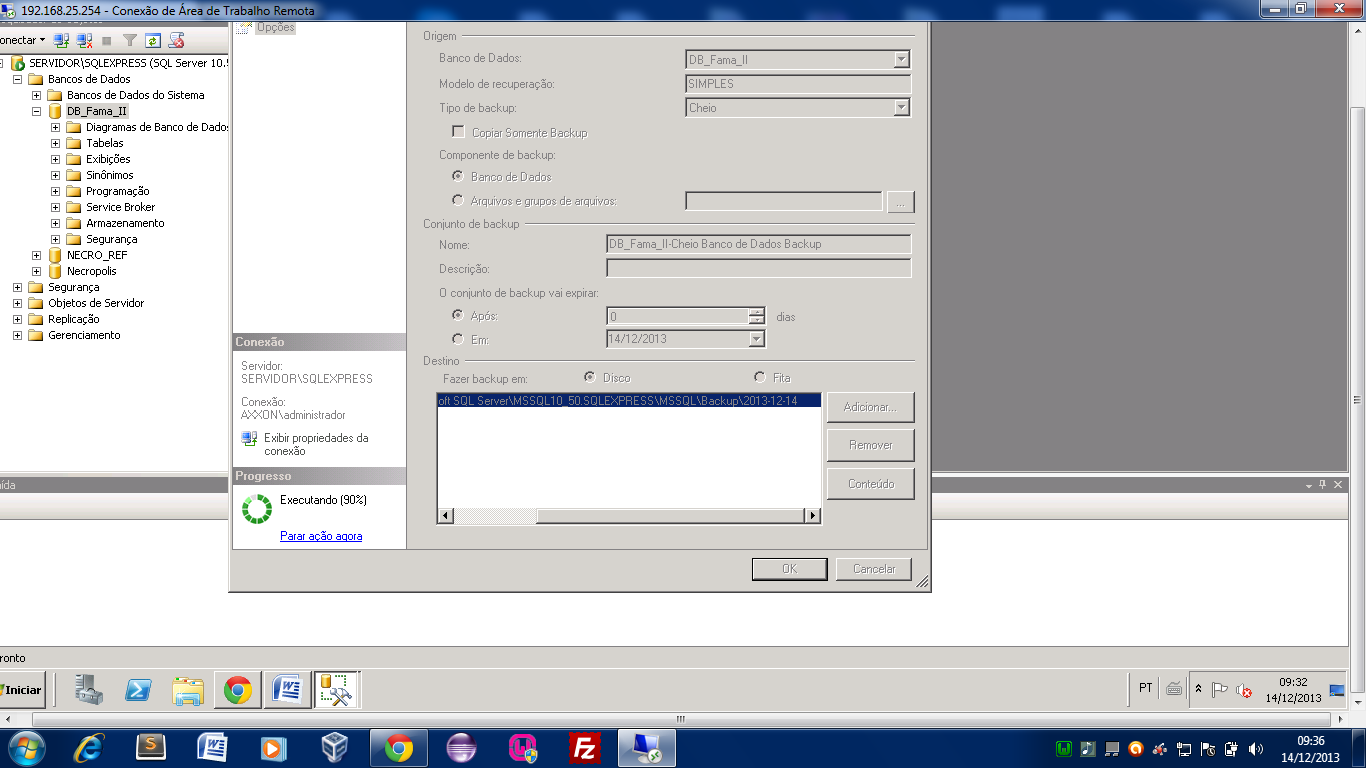 192.168.25.254 - Conexão de Área de Trabalho Remota
onectar
SERVIDOR\SQLEXPRESS (SQL Server 10.5
Bancos de Dados
Bancos de Dados do Sistema
DB_Fama_II
Diagramas de Banco de Dados
Tabelas
Exibições
Sinônimos
Programação
Service Broker
Armazenamento
Segurança
NECRO_REF
Necropolis
Segurança
Objetos de Servidor
Replicação
Gerenciamento
Opções
Conexão
Servidor:
SERVIDOR\SQLEXPRESS
Conexão:
AXXON\administrador
Exibir propriedades da
conexão
Progresso
Executando (90%)
Parar ação agora
Origem
Banco de Dados: DB_Fama_II
Modelo de recuperação: SIMPLES
Tipo de backup: Cheio
Copiar Somente Backup
Componente de backup:
Banco de Dados
Arquivos e grupos de arquivos: ...
Conjunto de backup
Nome: DB_Fama_II-Cheio Banco de Dados Backup
Descrição:
O conjunto de backup vai expirar:
Após: 0 dias
Em: 14/12/2013
Destino
Fazer backup em: Disco Fita
oft SQL Server\MSSQL10_50.SQLEXPRESS\MSSQL\Backup\2013-12-14
Adicionar...
Remover
Conteúdo
OK Cancelar
aída
ronto
Iniciar
PT
09:32
14/12/2013
09:36
14/12/2013